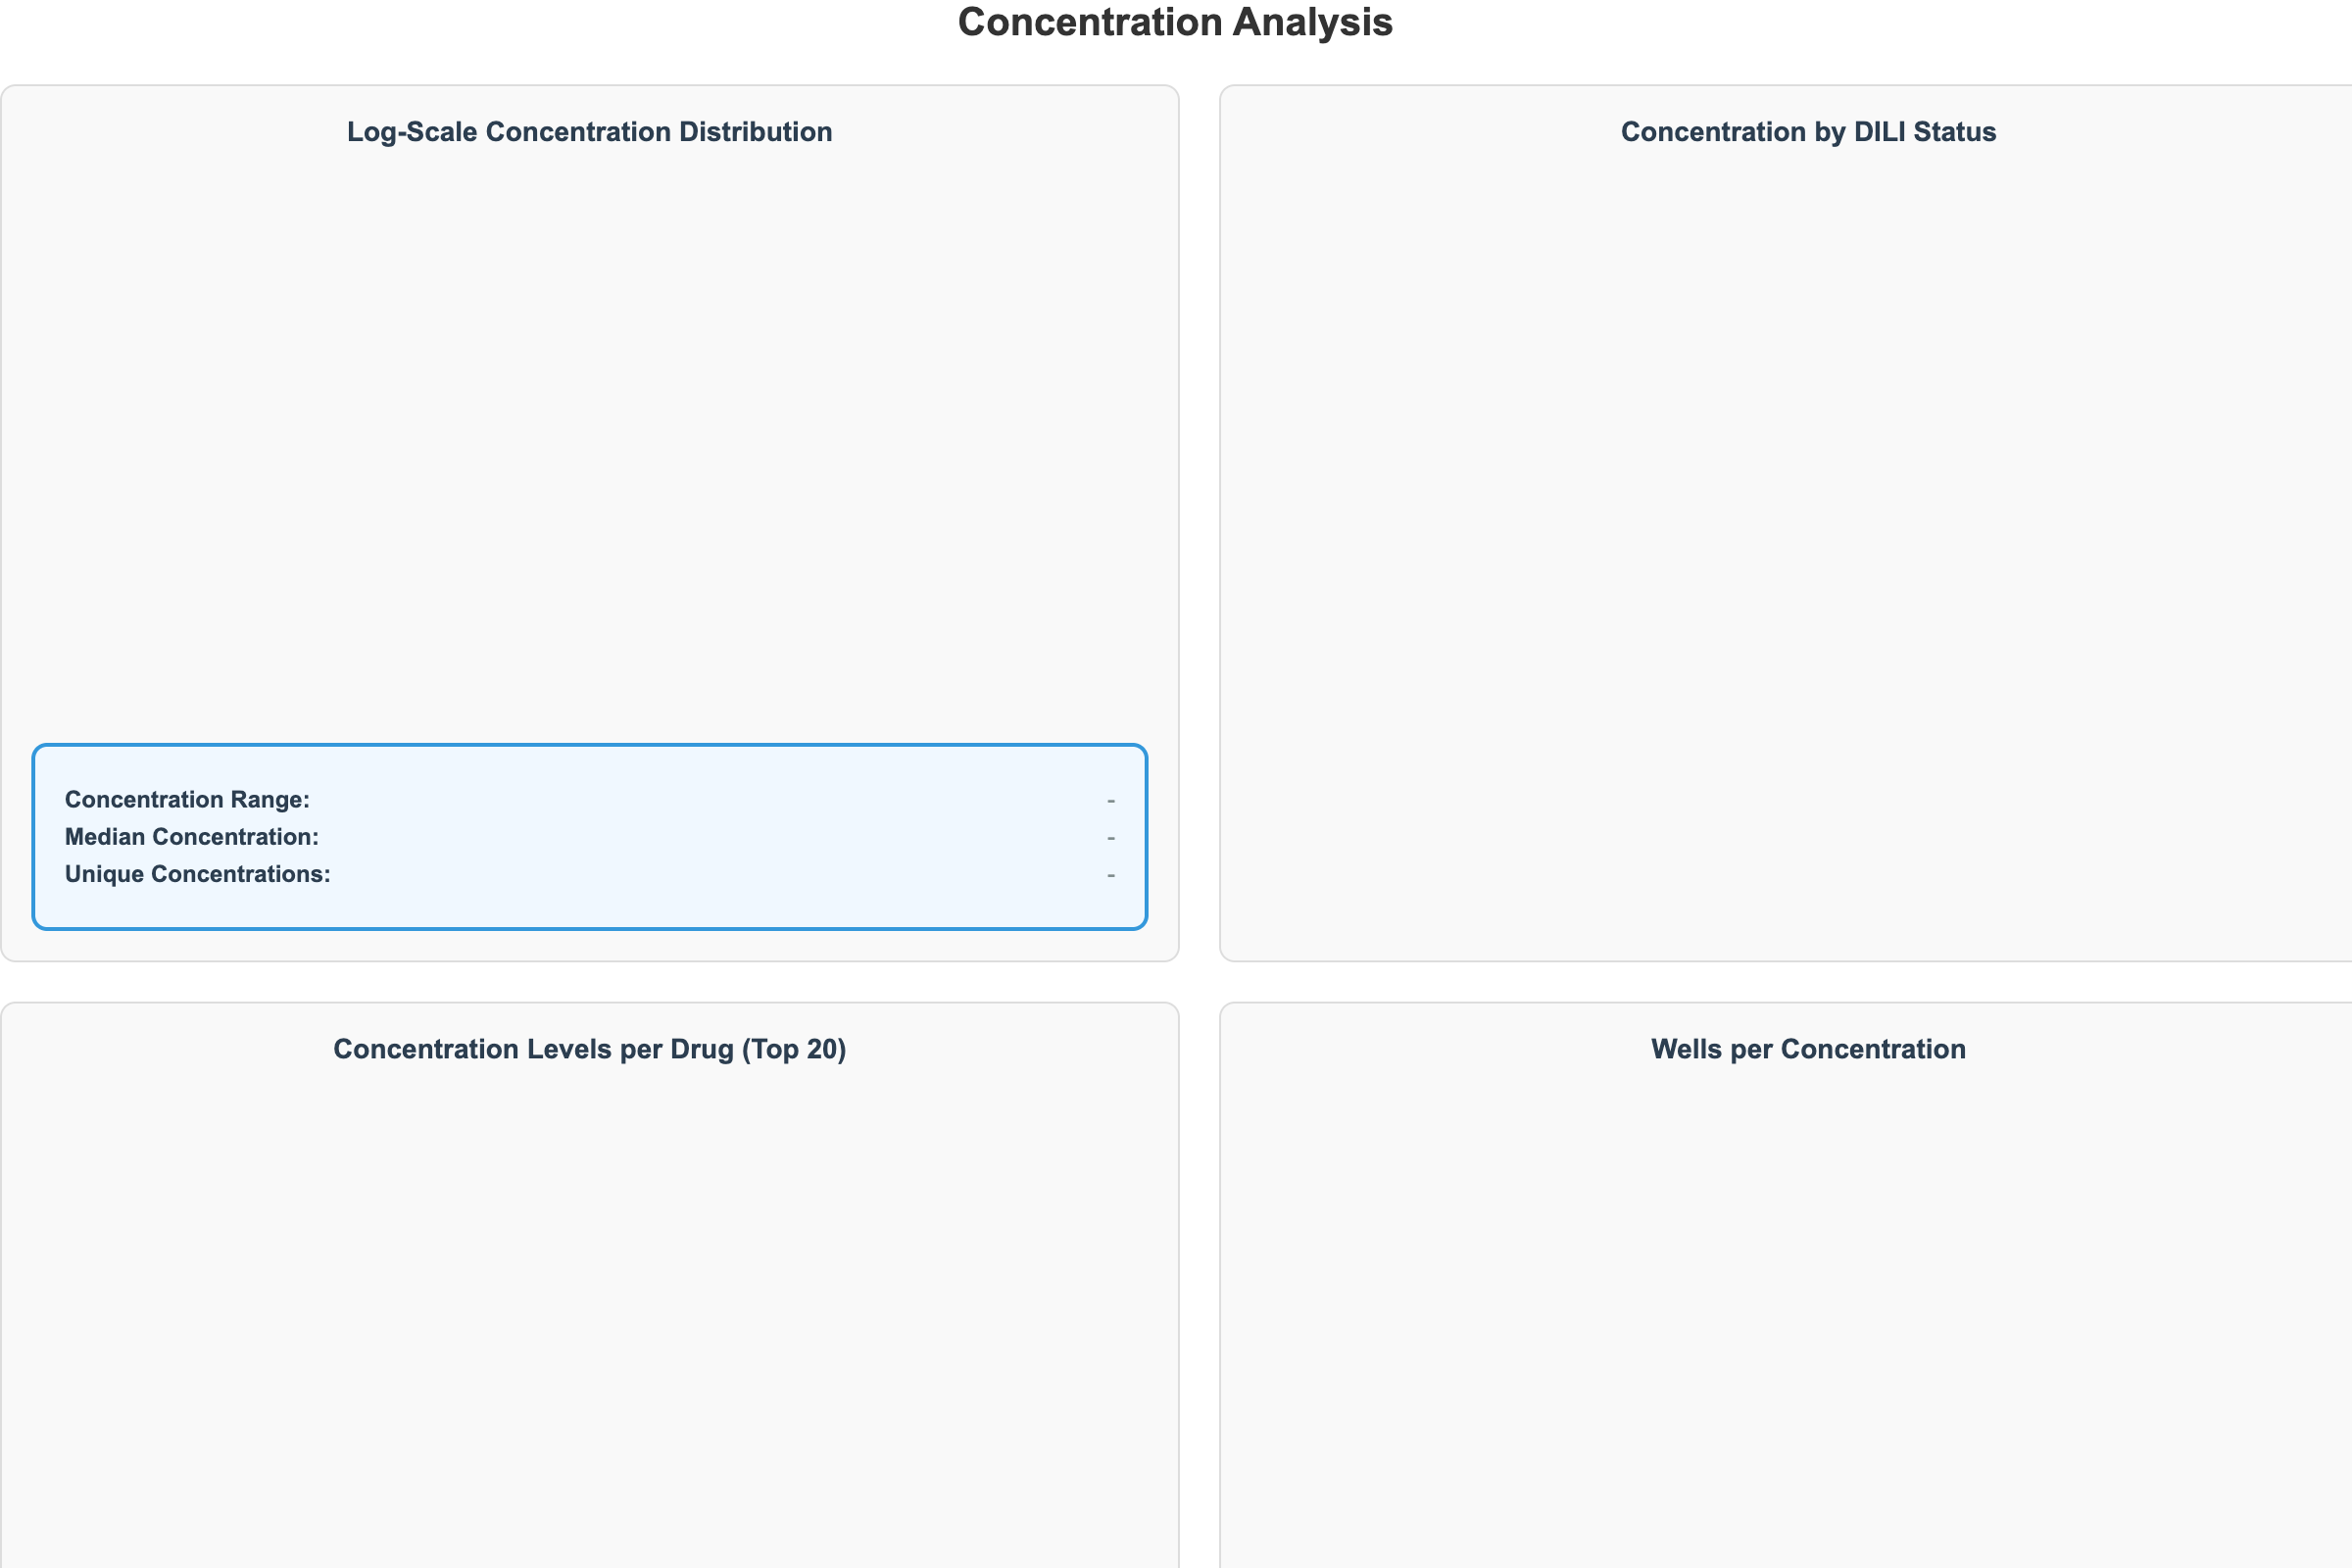 Concentration Analysis
Log-Scale Concentration Distribution
Concentration Range: -
Median Concentration: -
Unique Concentrations: -
Concentration by DILI Status
Concentration Levels per Drug (Top 20)
Wells per Concentration